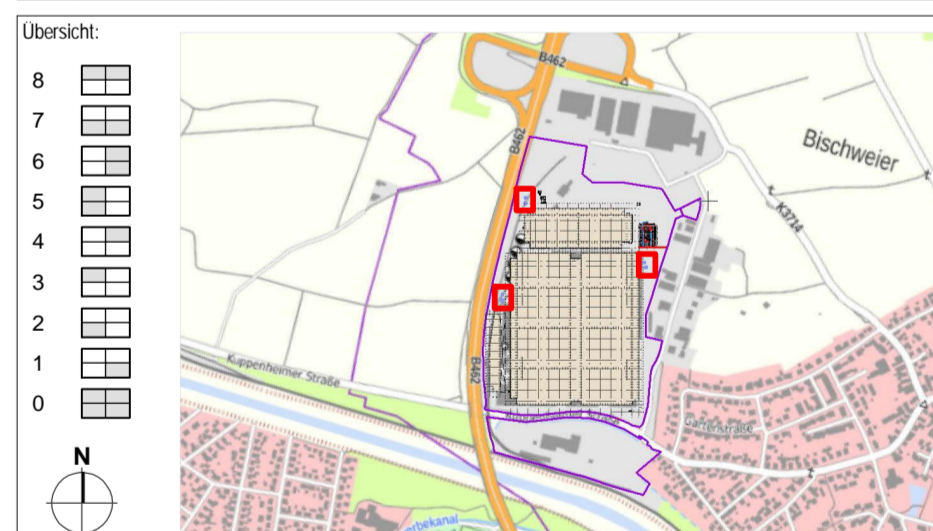 Übersicht:
8
7
6
5
4
3
2
1
0
N
B462
B462
Bischweier
K3714
B462
Kuppenheimer Straße
Gartenstraße
erbekanal